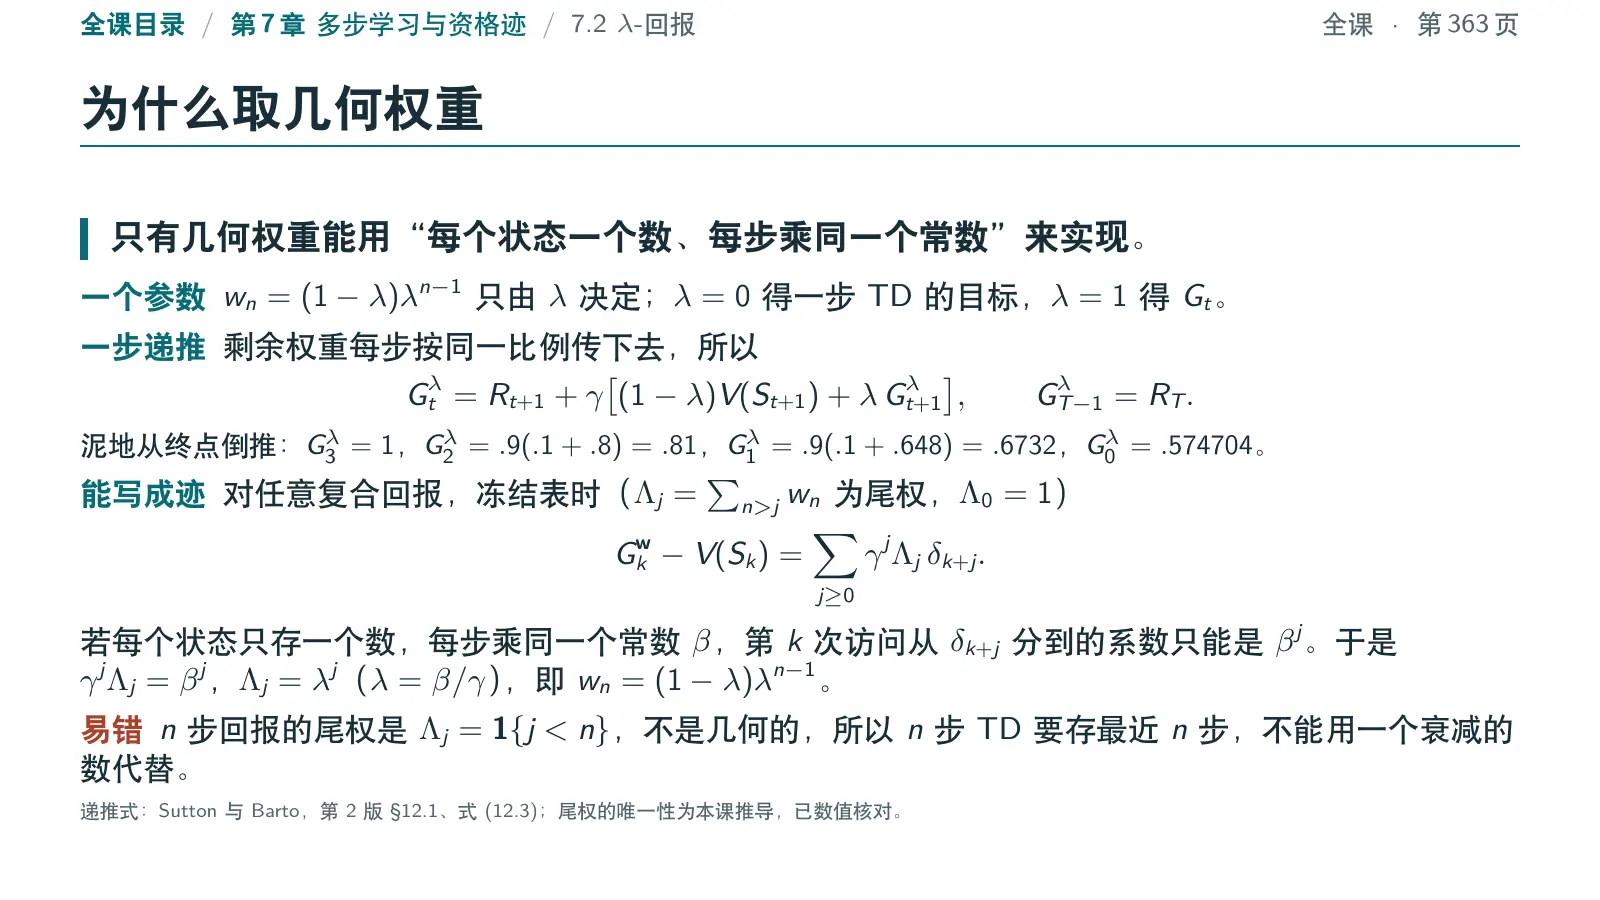 全课目录 / 第 7 章 多步学习与资格迹 / 7.2 λ-回报
全课 · 第 363 页
为什么取几何权重
只有几何权重能用“每个状态一个数、每步乘同一个常数”来实现。
一个参数 wₙ = (1 − λ)λⁿ⁻¹ 只由 λ 决定；λ = 0 得一步 TD 的目标，λ = 1 得 Gₜ。
一步递推 剩余权重每步按同一比例传下去，所以
G_t^λ = R_{t+1} + γ[(1 − λ)V(S_{t+1}) + λ G_{t+1}^λ], G_{T−1}^λ = R_T.
泥地从终点倒推：G_3^λ = 1，G_2^λ = .9(.1 + .8) = .81，G_1^λ = .9(.1 + .648) = .6732，G_0^λ = .574704。
能写成迹 对任意复合回报，冻结表时（Λ_j = ∑_{n>j} w_n 为尾权，Λ_0 = 1）
G_k^w − V(S_k) = ∑_{j≥0} γ^j Λ_j δ_{k+j}.
若每个状态只存一个数，每步乘同一个常数 β，第 k 次访问从 δ_{k+j} 分到的系数只能是 β^j。于是
γ^j Λ_j = β^j，Λ_j = λ^j（λ = β/γ），即 w_n = (1 − λ)λ^{n−1}。
易错 n 步回报的尾权是 Λ_j = 1{j < n}，不是几何的，所以 n 步 TD 要存最近 n 步，不能用一个衰减的
数代替。
递推式：Sutton 与 Barto，第 2 版 §12.1、式 (12.3)；尾权的唯一性为本课推导，已数值核对。